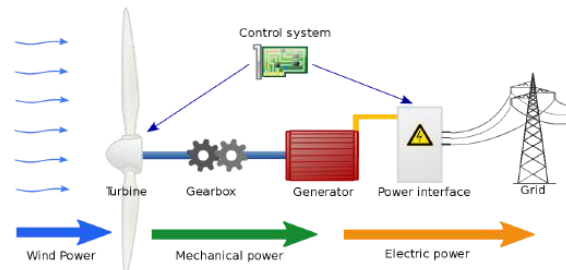 Control system
Turbine
Gearbox
Generator
Power interface
Grid
Wind Power
Mechanical power
Electric power